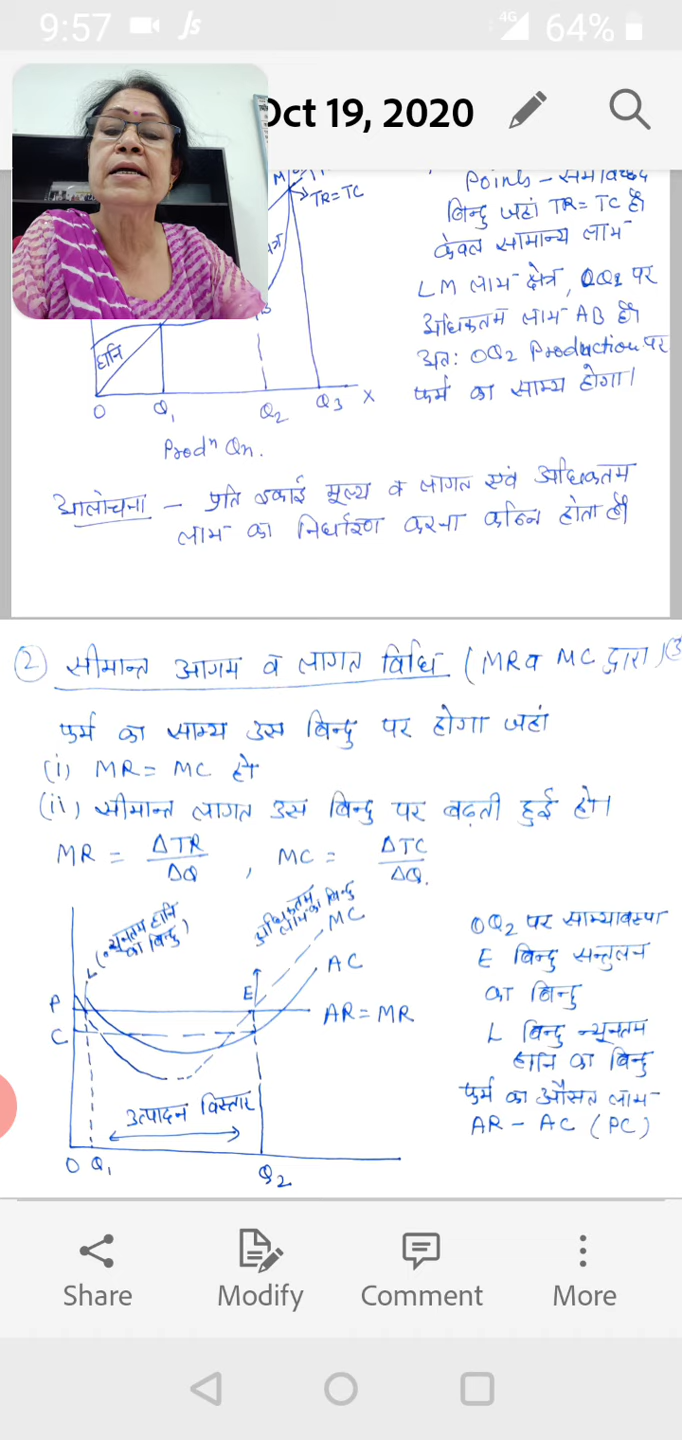 9:57 Js 4G 64%
Oct 19, 2020
TR=TC
Points - समविच्छेद
बिन्दु जहां TR = TC है।
केवल सामान्य लाभ
LM लाभ क्षेत्र, OQ2 पर
अधिकतम लाभ AB है।
अतः OQ2 Production पर
फर्म का साम्य होगा।
हानि
O Q1 Q2 Q3 X
Prodn Qn.
आलोचना - प्रति इकाई मूल्य व लागत एवं अधिकतम
लाभ का निर्धारण करना कठिन होता है।
(2) सीमान्त आगम व लागत विधि (MR व MC द्वारा) (3
फर्म का साम्य उस बिन्दु पर होगा जहां
(i) MR = MC हो
(ii) सीमान्त लागत उस बिन्दु पर बढ़ती हुई हो।
MR = ΔTR/ΔQ , MC = ΔTC/ΔQ.
L (न्यूनतम हानि
का बिन्दु)
अधिकतम
लाभ का बिन्दु
MC
AC
P E AR = MR
C
उत्पादन विस्तार
O Q1 Q2
OQ2 पर साम्यावस्था
E बिन्दु सन्तुलन
का बिन्दु
L बिन्दु न्यूनतम
हानि का बिन्दु
फर्म का औसत लाभ-
AR - AC (PC)
Share Modify Comment More